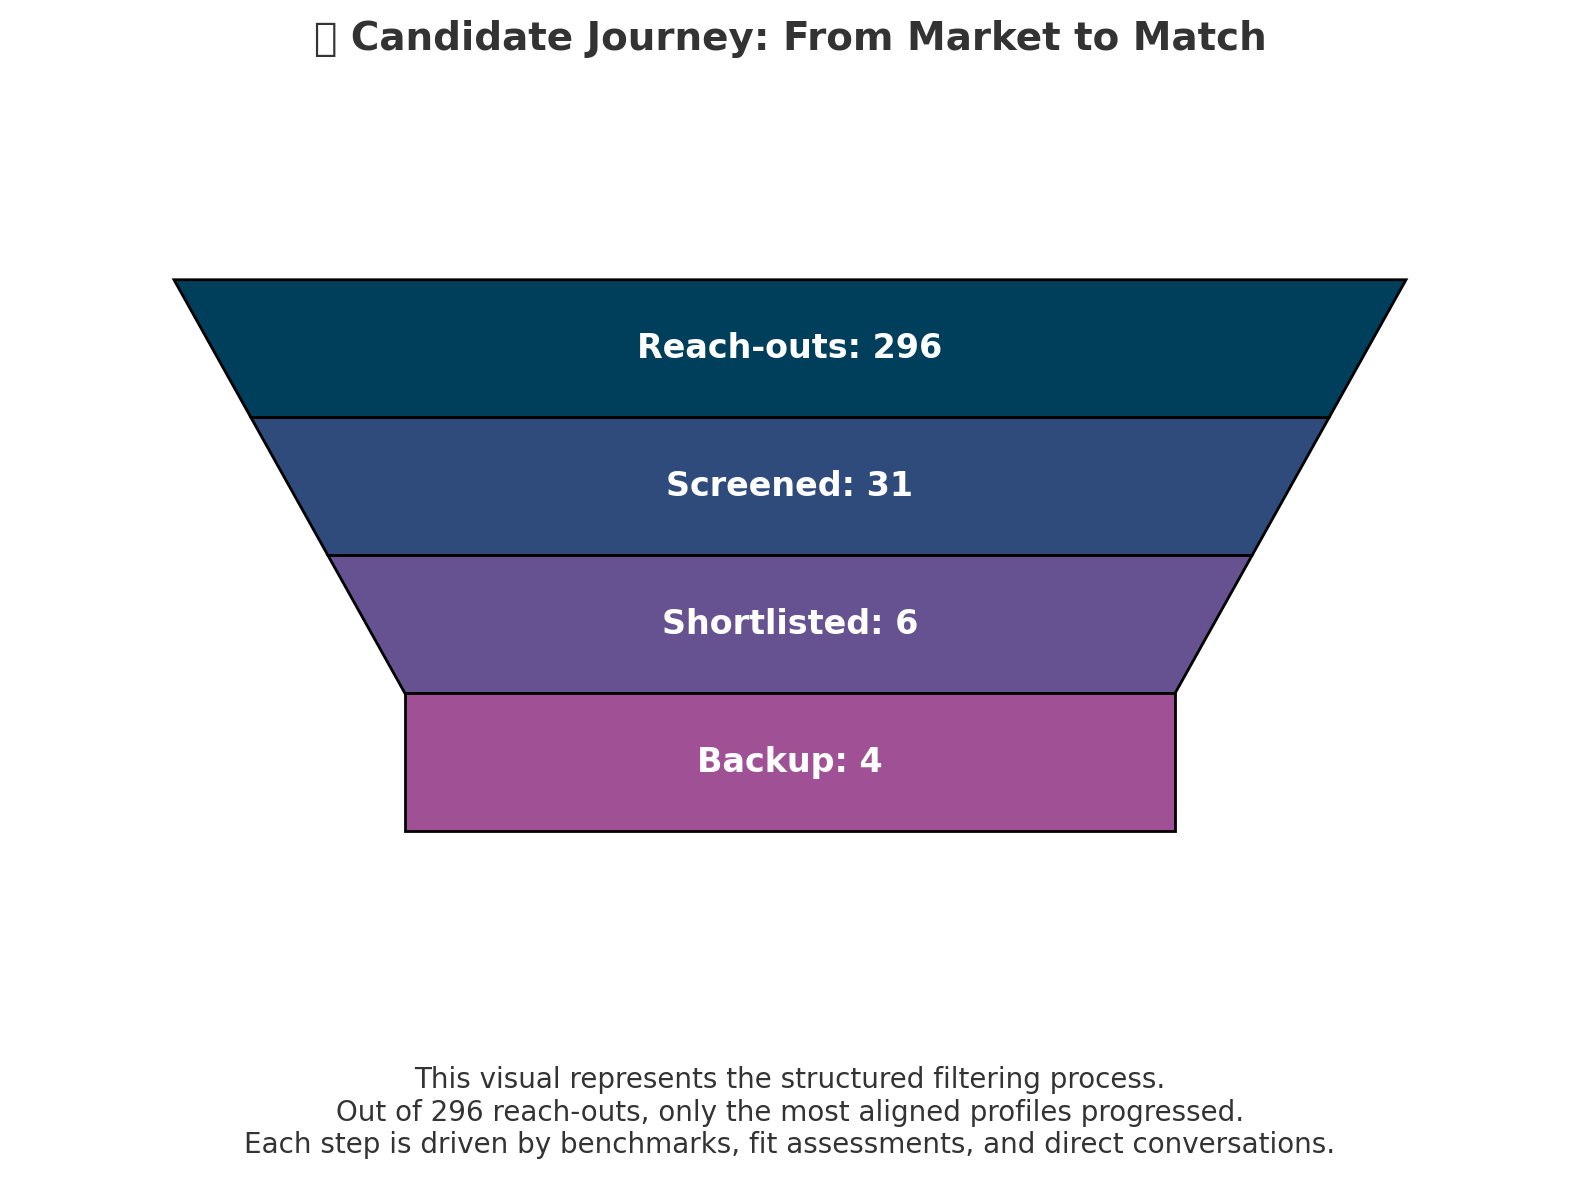 Candidate Journey: From Market to Match
Reach-outs: 296
Screened: 31
Shortlisted: 6
Backup: 4
This visual represents the structured filtering process.
Out of 296 reach-outs, only the most aligned profiles progressed.
Each step is driven by benchmarks, fit assessments, and direct conversations.